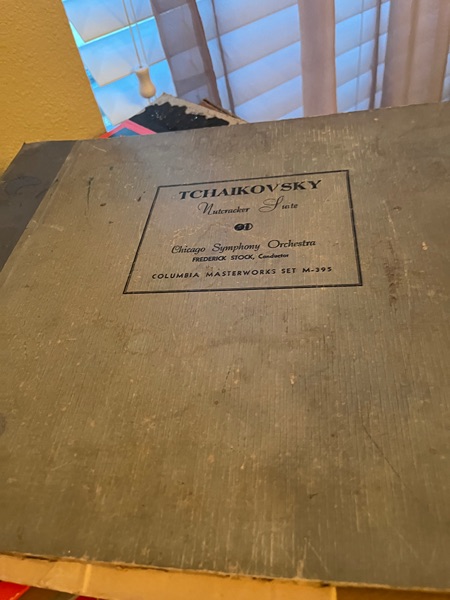 TCHAIKOVSKY
Nutcracker Suite
Chicago Symphony Orchestra
FREDERICK STOCK, Conductor
COLUMBIA MASTERWORKS SET M-395